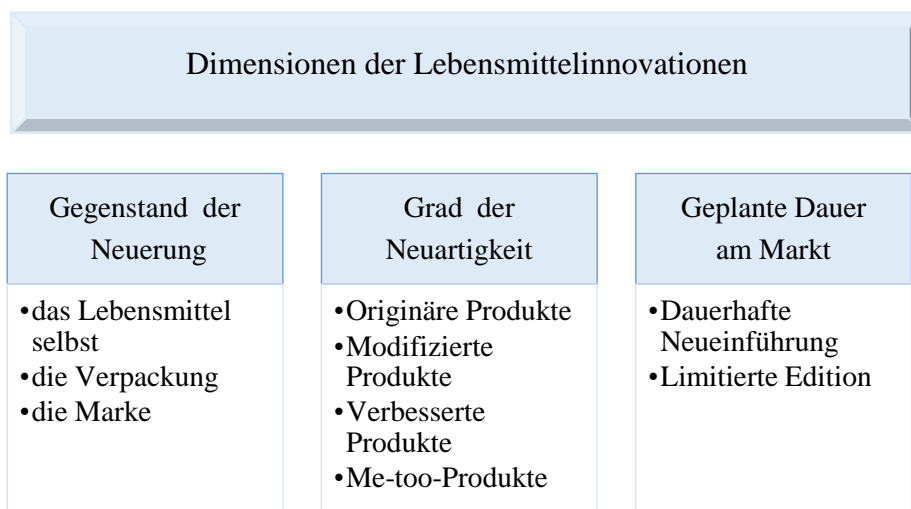 Dimensionen der Lebensmittelinnovationen
Gegenstand der
Neuerung
•das Lebensmittel
selbst
•die Verpackung
•die Marke
Grad der
Neuartigkeit
•Originäre Produkte
•Modifizierte
Produkte
•Verbesserte
Produkte
•Me-too-Produkte
Geplante Dauer
am Markt
•Dauerhafte
Neueinführung
•Limitierte Edition